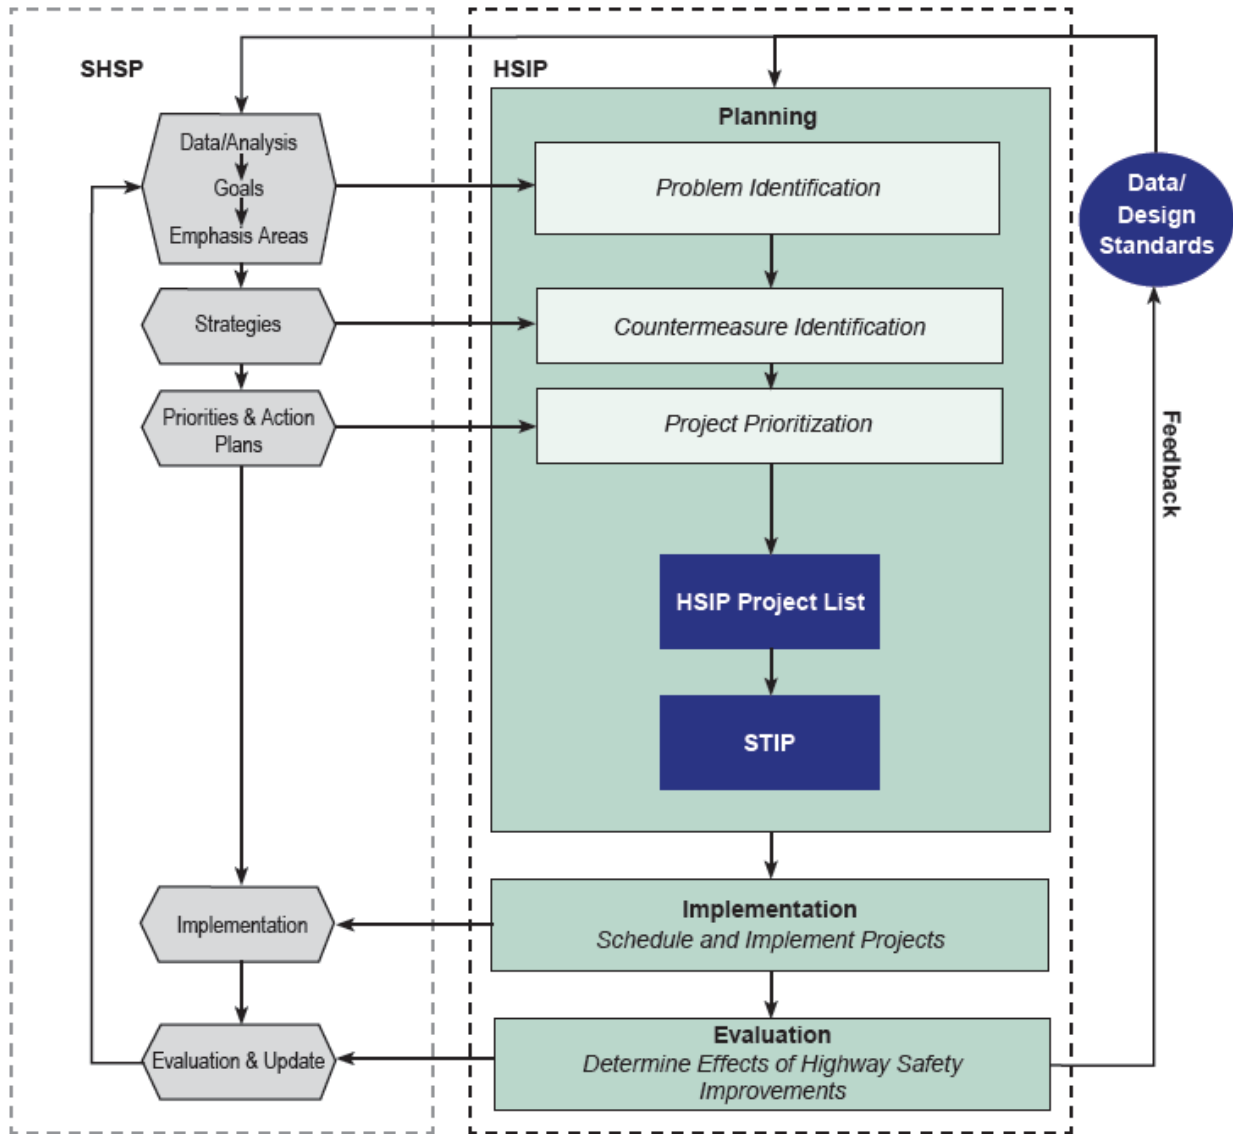 SHSP
Data/Analysis
Goals
Emphasis Areas
Strategies
Priorities & Action
Plans
Implementation
Evaluation & Update
HSIP
Planning
Problem Identification
Countermeasure Identification
Project Prioritization
HSIP Project List
STIP
Implementation
Schedule and Implement Projects
Evaluation
Determine Effects of Highway Safety
Improvements
Data/
Design
Standards
Feedback